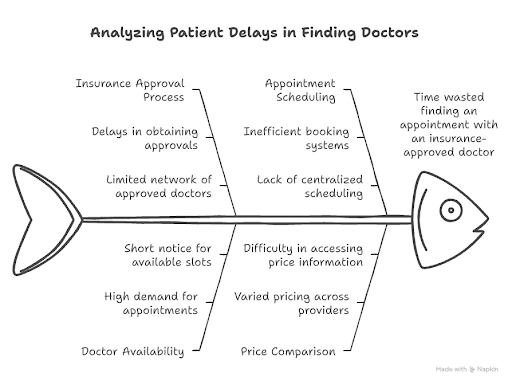 Analyzing Patient Delays in Finding Doctors
Insurance Approval
Process
Delays in obtaining
approvals
Limited network of
approved doctors
Appointment
Scheduling
Inefficient booking
systems
Lack of centralized
scheduling
Time wasted
finding an
appointment with
an insurance-
approved doctor
Short notice for
available slots
High demand for
appointments
Doctor Availability
Difficulty in accessing
price information
Varied pricing across
providers
Price Comparison
Made with Napkin